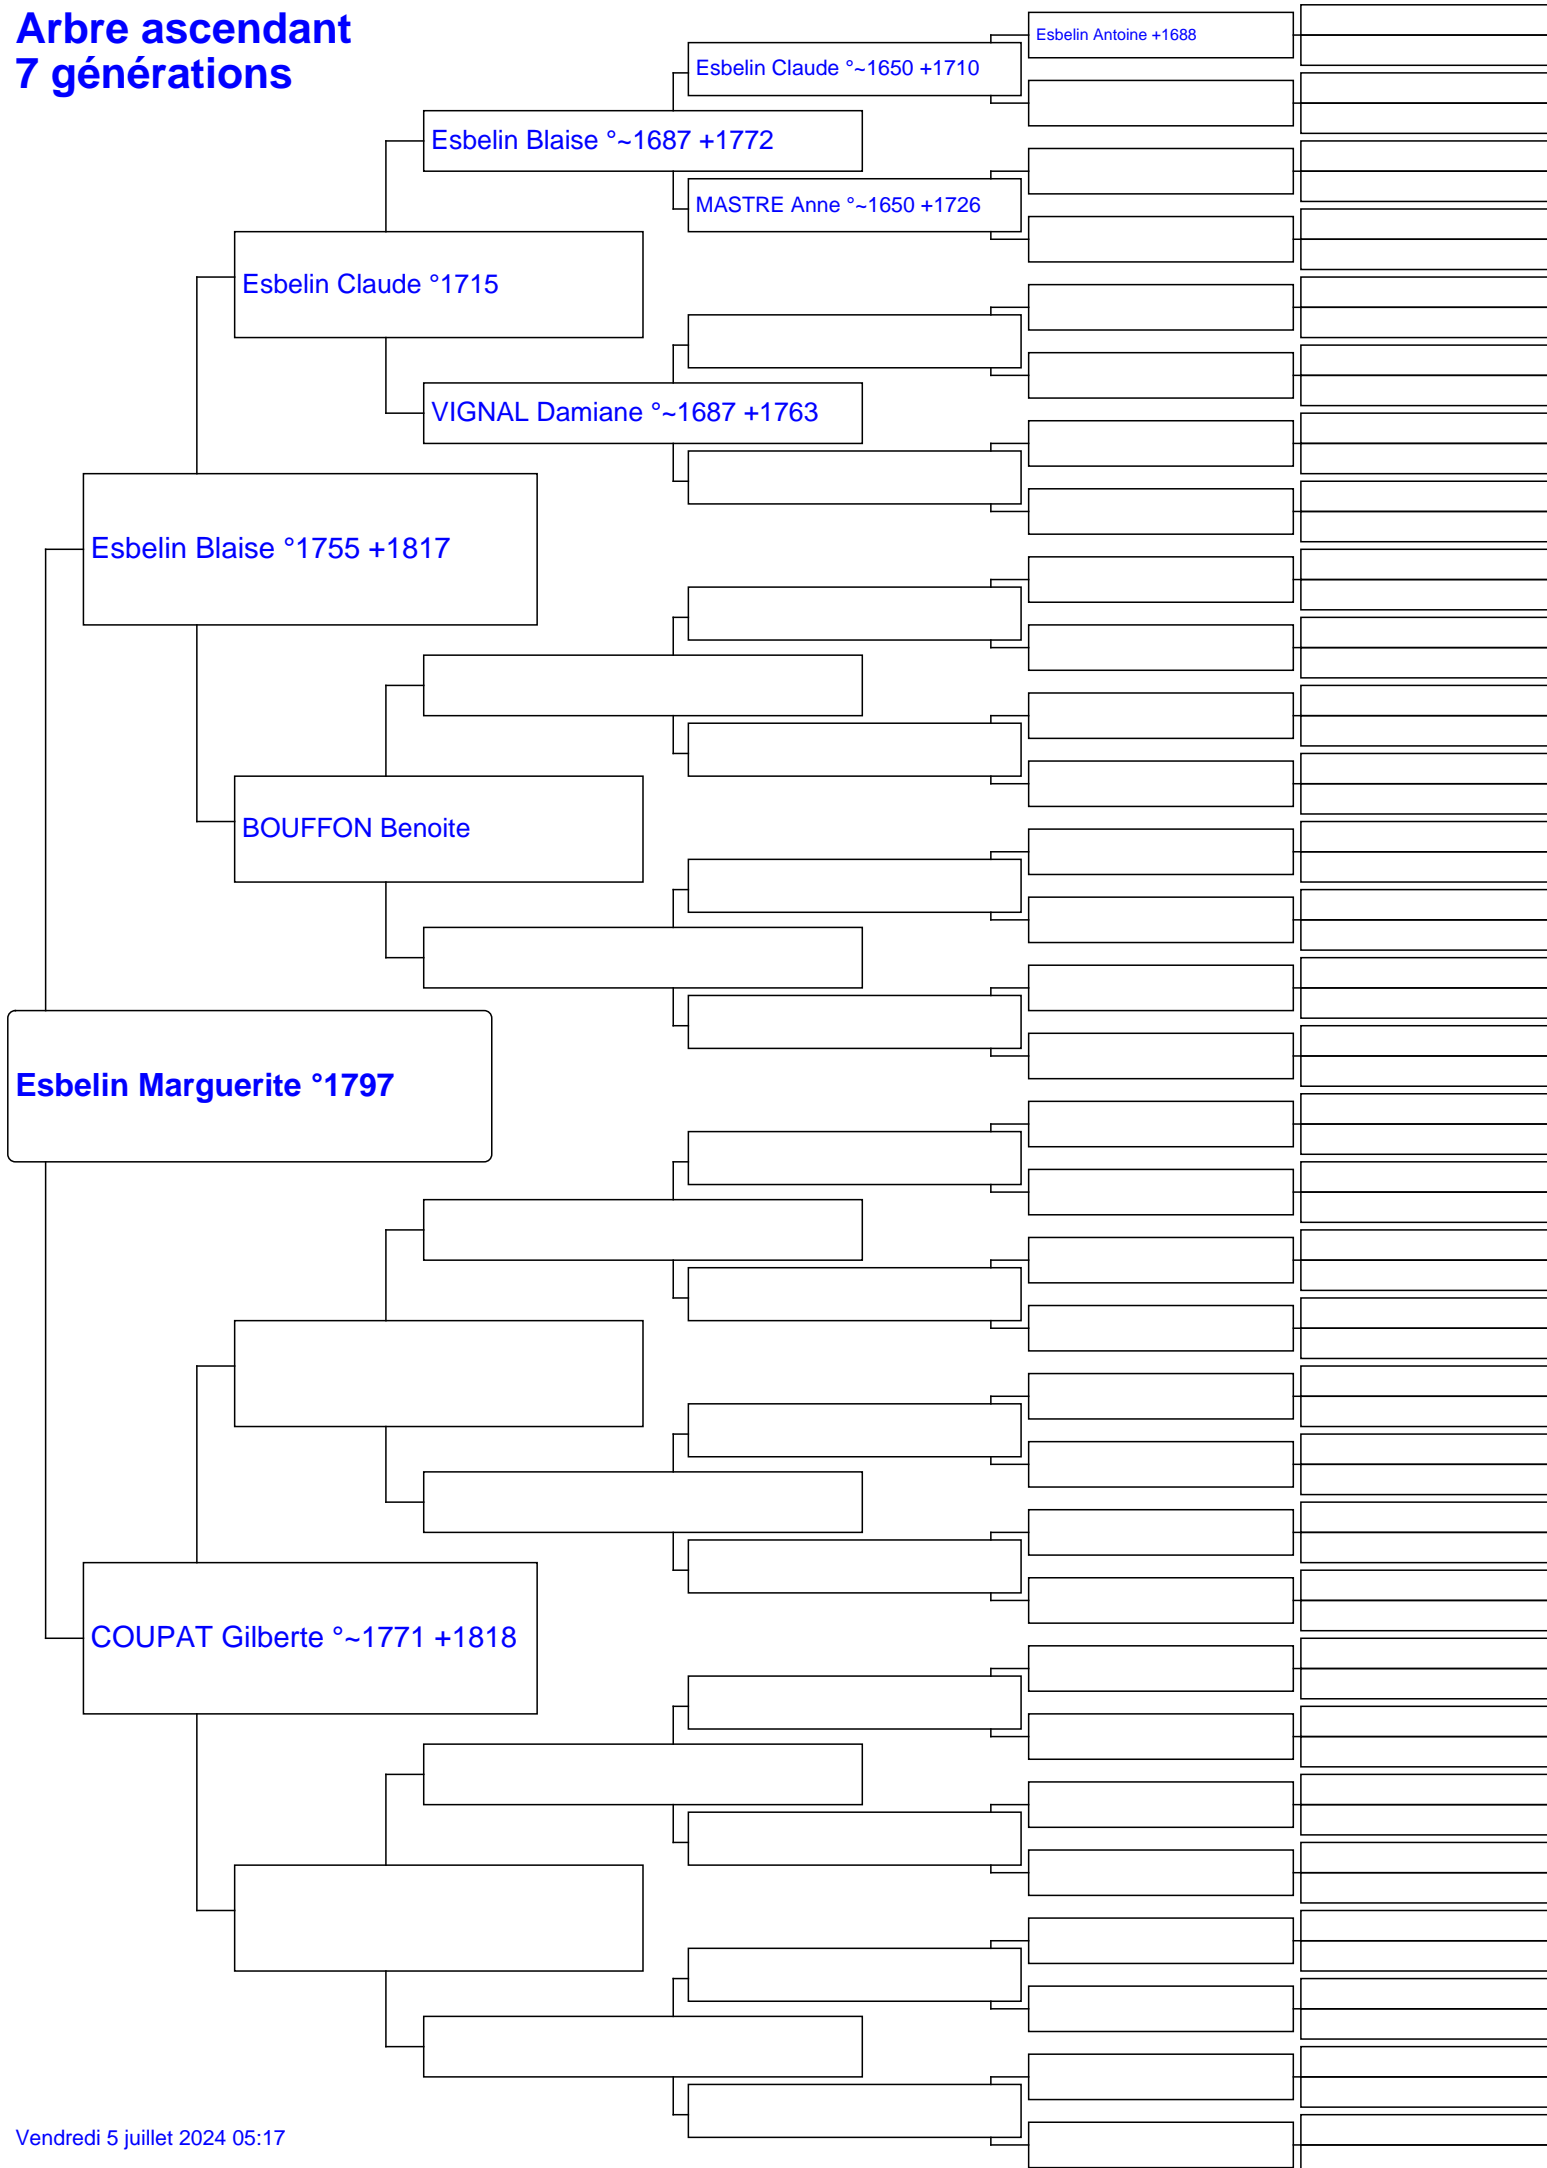 Arbre ascendant
7 générations
Esbelin Antoine +1688
Esbelin Claude °~1650 +1710
Esbelin Blaise °~1687 +1772
MASTRE Anne °~1650 +1726
Esbelin Claude °1715
VIGNAL Damiane °~1687 +1763
Esbelin Blaise °1755 +1817
BOUFFON Benoite
Esbelin Marguerite °1797
COUPAT Gilberte °~1771 +1818
Vendredi 5 juillet 2024 05:17